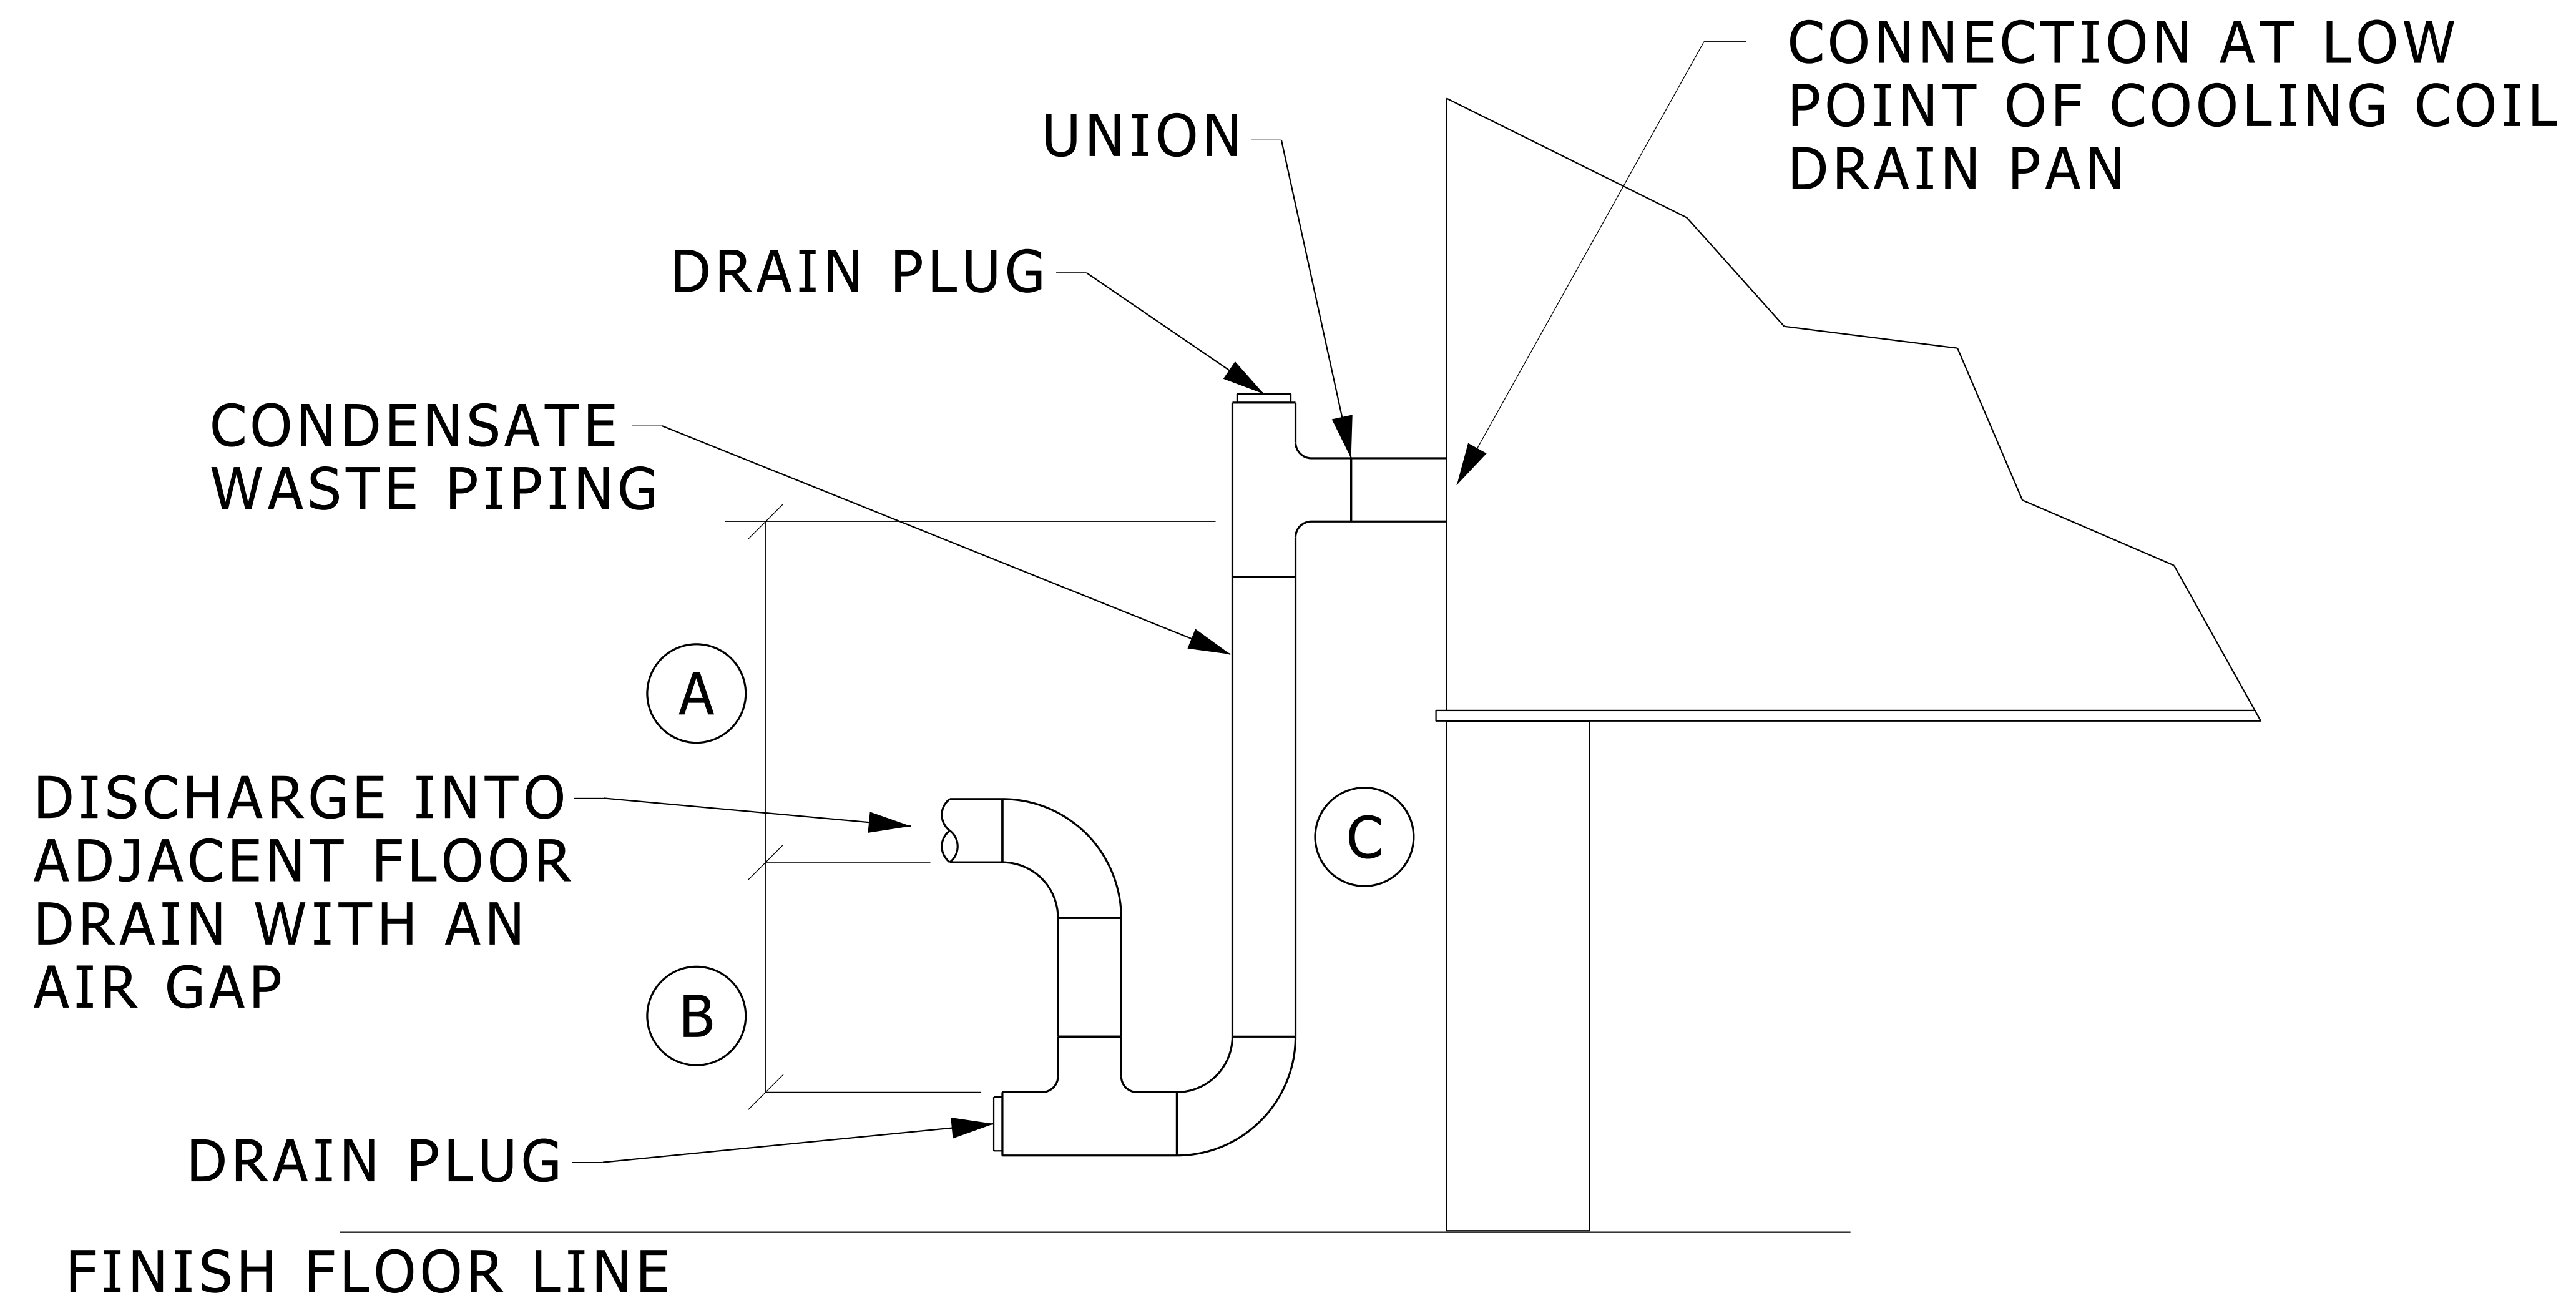 CONNECTION AT LOW
POINT OF COOLING COIL
DRAIN PAN
UNION
DRAIN PLUG
CONDENSATE
WASTE PIPING
A
DISCHARGE INTO
ADJACENT FLOOR
DRAIN WITH AN
AIR GAP
C
B
DRAIN PLUG
FINISH FLOOR LINE